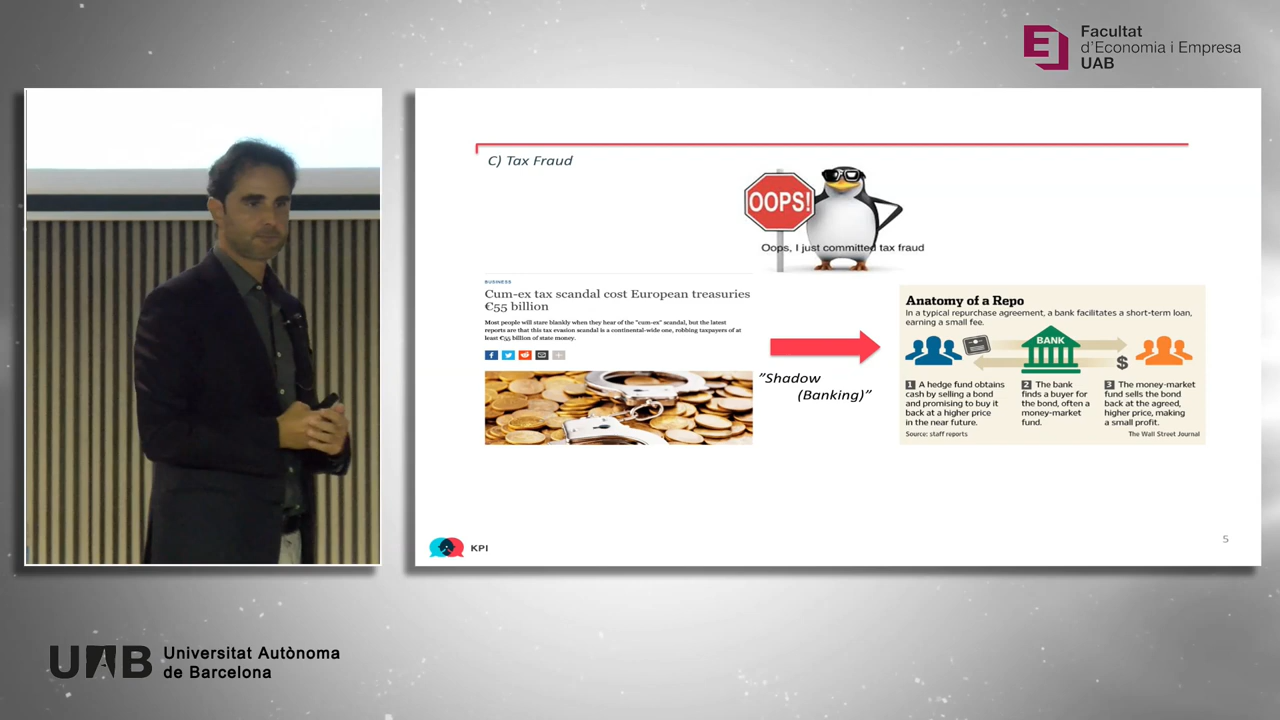 Facultat
d'Economia i Empresa
UAB
C) Tax Fraud
OOPS!
Oops, I just committed tax fraud
BUSINESS
Cum-ex tax scandal cost European treasuries
€55 billion
Most people will stare blankly when they hear of the "cum-ex" scandal, but the latest
reports are that this tax evasion scandal is a continental-wide one, robbing taxpayers of at
least €55 billion of state money.
"Shadow
(Banking)"
Anatomy of a Repo
In a typical repurchase agreement, a bank facilitates a short-term loan,
earning a small fee.
BANK
$
1 A hedge fund obtains
cash by selling a bond
and promising to buy it
back at a higher price
in the near future.
2 The bank
finds a buyer for
the bond, often a
money-market
fund.
3 The money-market
fund sells the bond
back at the agreed,
higher price, making
a small profit.
Source: staff reports
The Wall Street Journal
KPI
5
UAB
Universitat Autònoma
de Barcelona